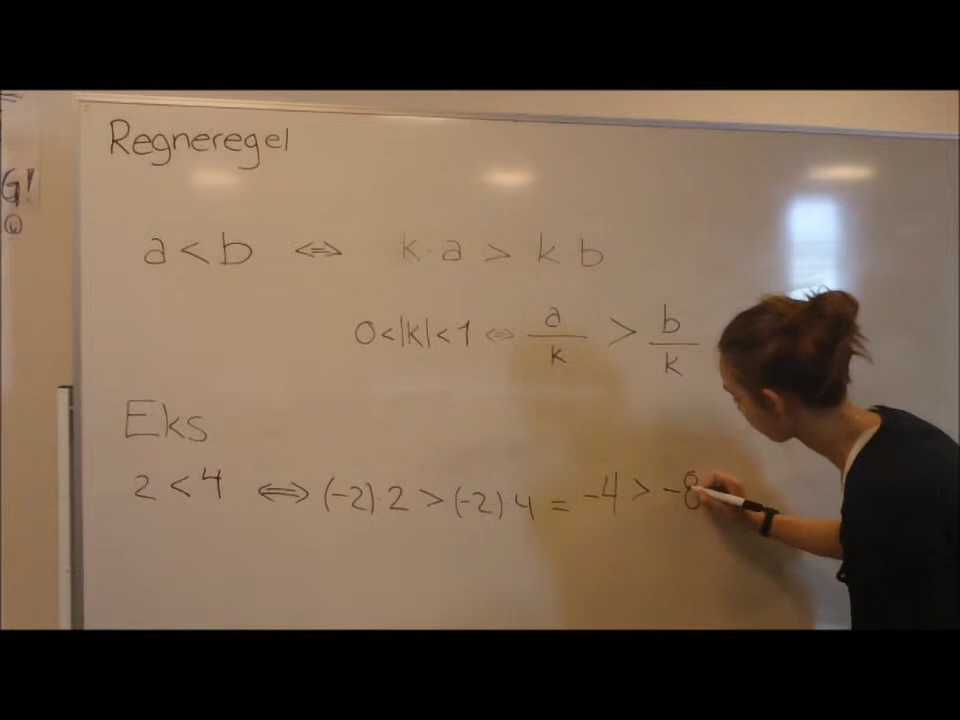 G!
Regneregel
a < b ⇔ k · a > k b
0 < |k| < 1 ⇔ a/k > b/k
Eks
2 < 4 ⇔ (-2) · 2 > (-2) 4 = -4 > -8